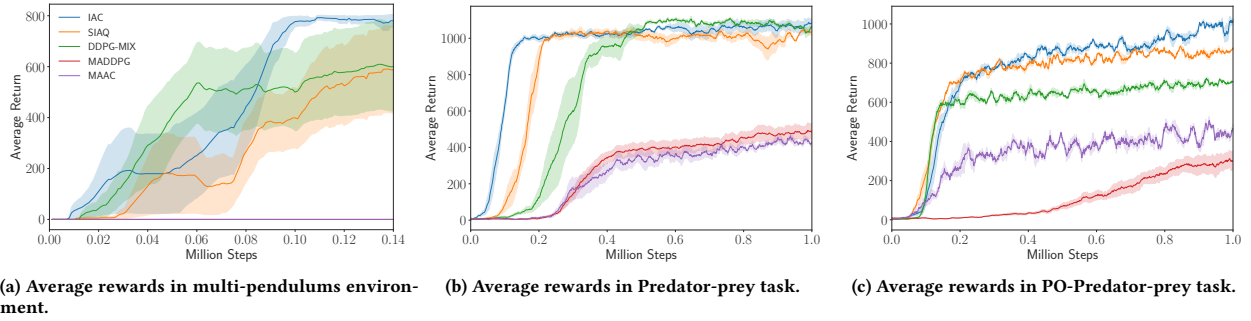 800
600
400
200
0
Average Return
IAC
SIAQ
DDPG-MIX
MADDPG
MAAC
0.00 0.02 0.04 0.06 0.08 0.10 0.12 0.14
Million Steps
1000
800
600
400
200
0
Average Return
0.0 0.2 0.4 0.6 0.8 1.0
Million Steps
1000
800
600
400
200
0
Average Return
0.0 0.2 0.4 0.6 0.8 1.0
Million Steps
(a) Average rewards in multi-pendulums environ-
ment.
(b) Average rewards in Predator-prey task.
(c) Average rewards in PO-Predator-prey task.